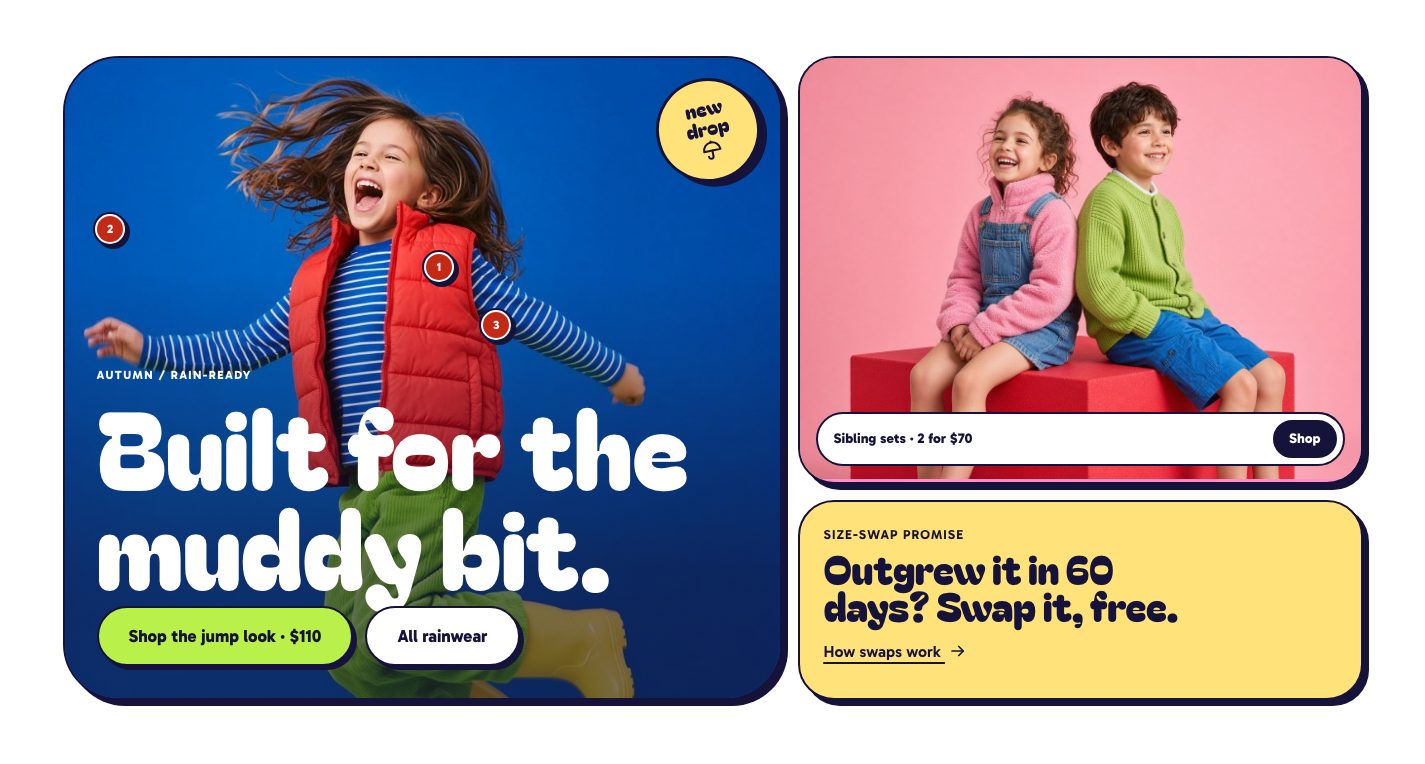 new
drop
2
1
3
AUTUMN / RAIN-READY
Built for the
muddy bit.
Shop the jump look · $110
All rainwear
Sibling sets · 2 for $70
Shop
SIZE-SWAP PROMISE
Outgrew it in 60
days? Swap it, free.
How swaps work →